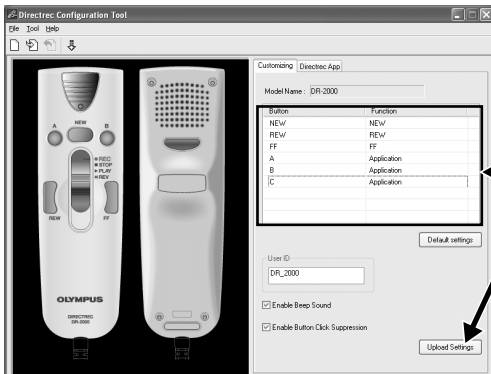 Directrec Configuration Tool
File Tool Help
Customizing Directrec App
Model Name : DR-2000
Button Function
NEW NEW
REW REW
FF FF
A Application
B Application
C Application
Default settings
User ID
DR_2000
Enable Beep Sound
Enable Button Click Suppression
Upload Settings
A NEW B
REC
STOP
PLAY
REV
REW FF
OLYMPUS
DIRECTREC
DR-2000